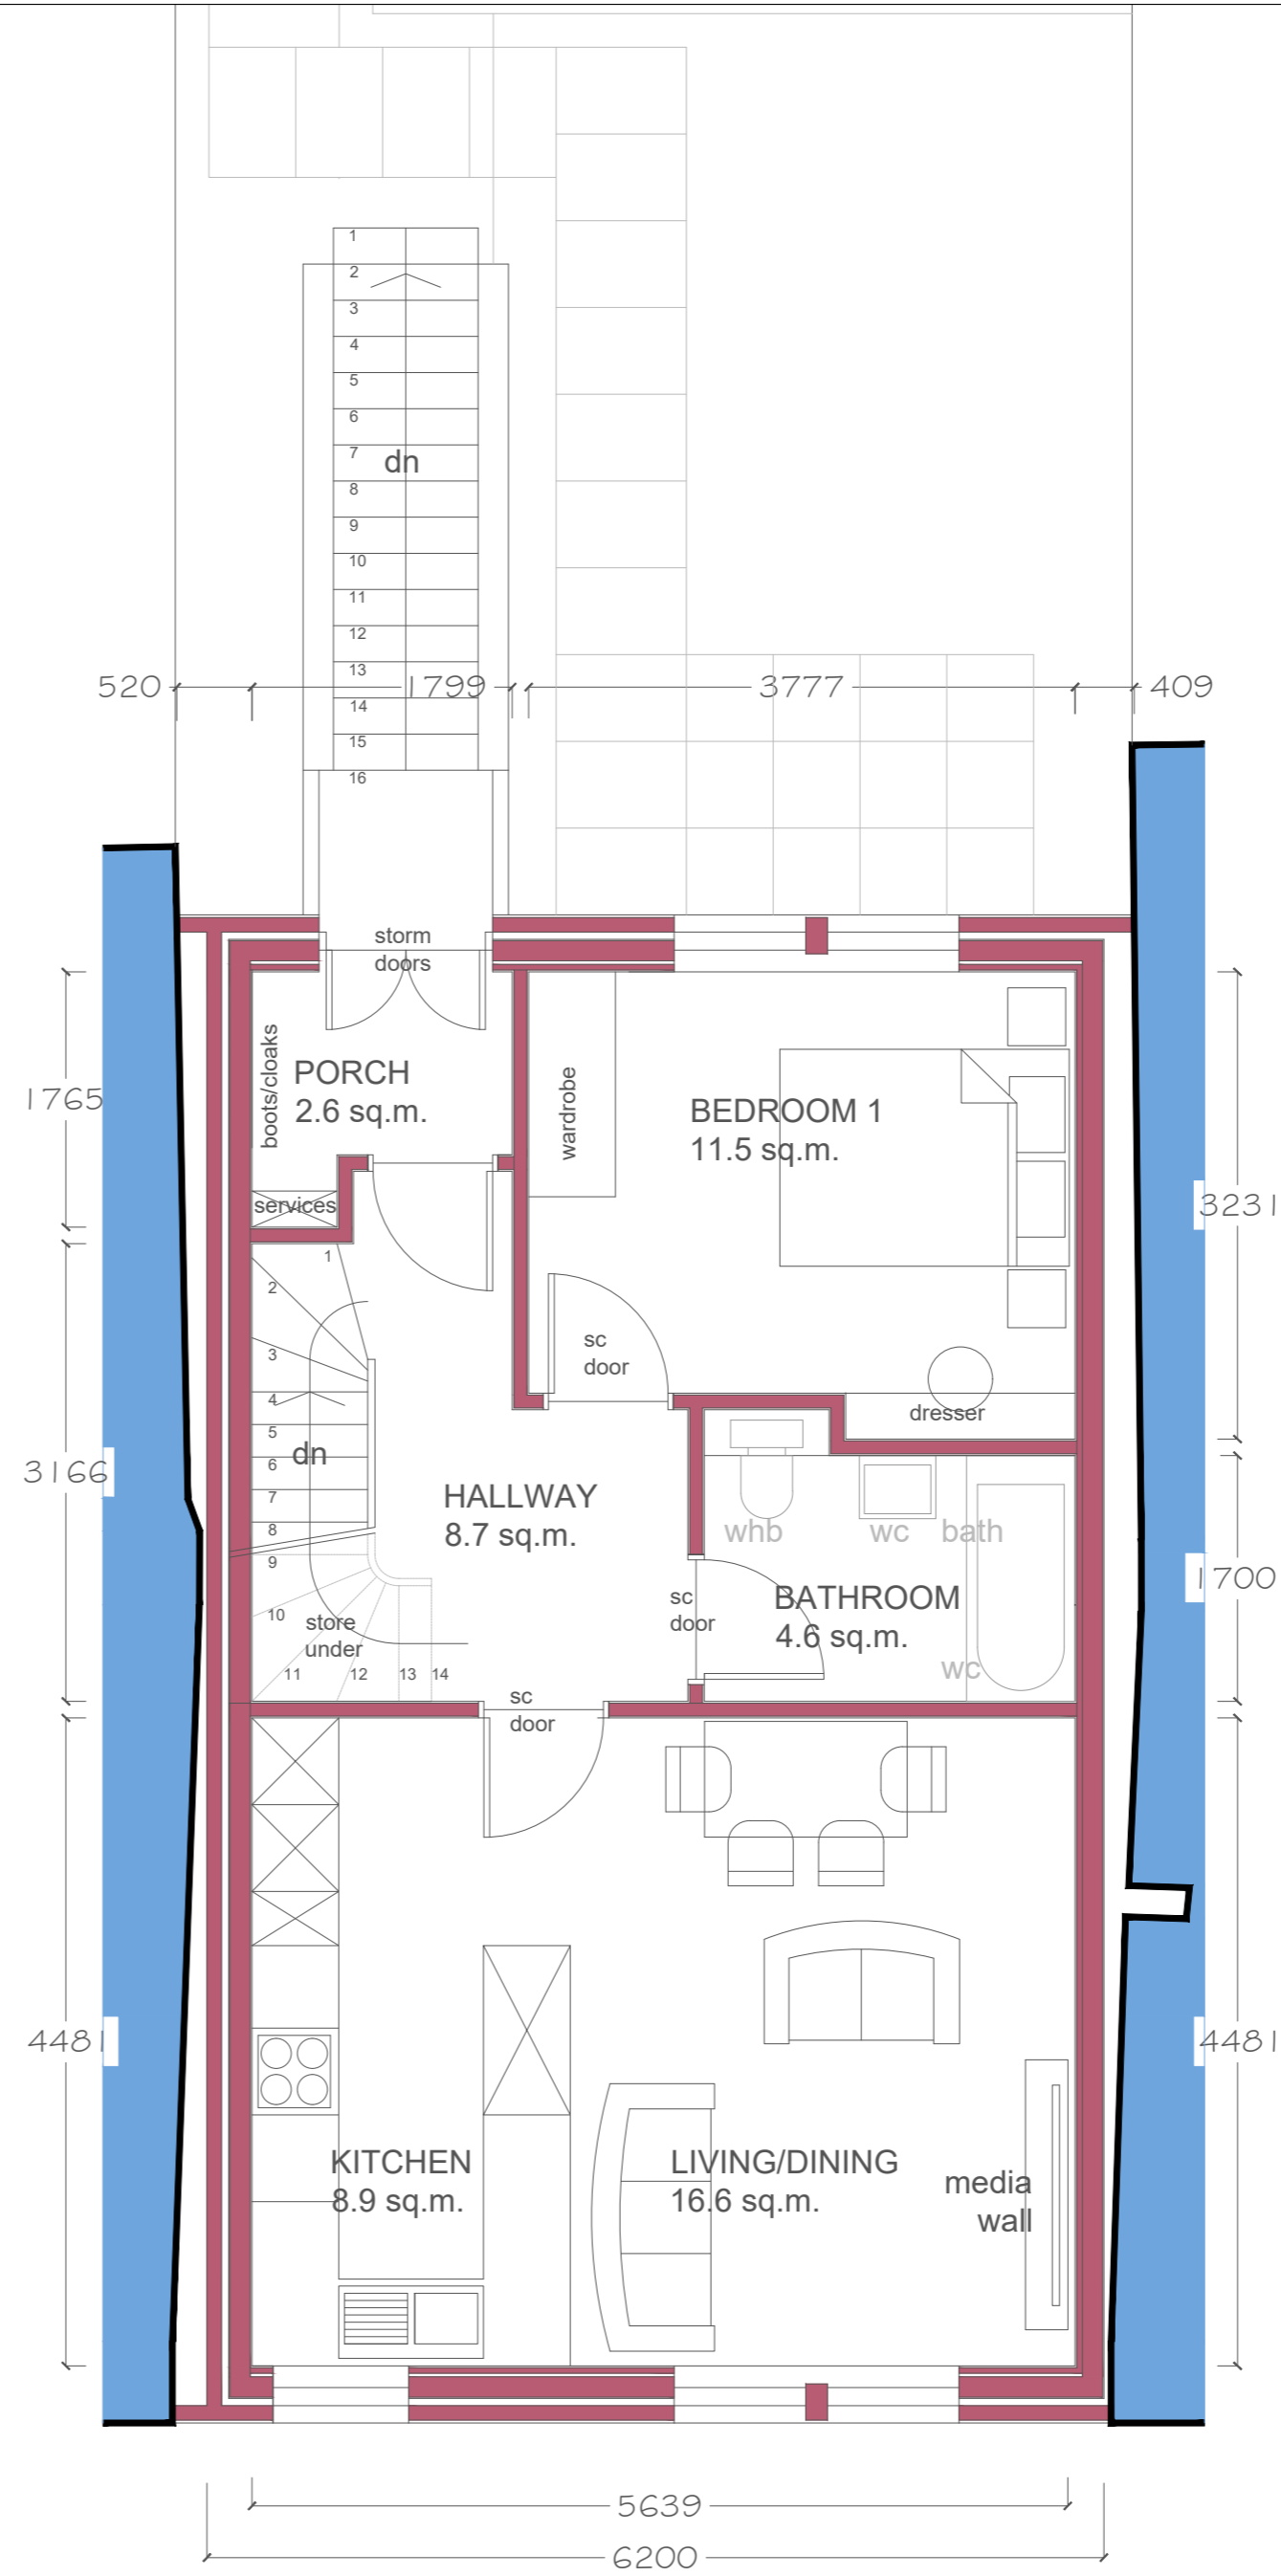 1
2
3
4
5
6
7
dn
8
9
10
11
12
13
520
1799
3777
409
14
15
16
storm
doors
boots/cloaks
PORCH
2.6 sq.m.
1765
wardrobe
BEDROOM 1
11.5 sq.m.
services
3231
1
2
3
4
5
6
7
8
9
10
11
12
13
14
dn
sc
door
dresser
3166
HALLWAY
8.7 sq.m.
whb
wc
bath
1700
sc
door
BATHROOM
4.6 sq.m.
wc
store
under
sc
door
4481
4481
KITCHEN
8.9 sq.m.
LIVING/DINING
16.6 sq.m.
media
wall
5639
6200